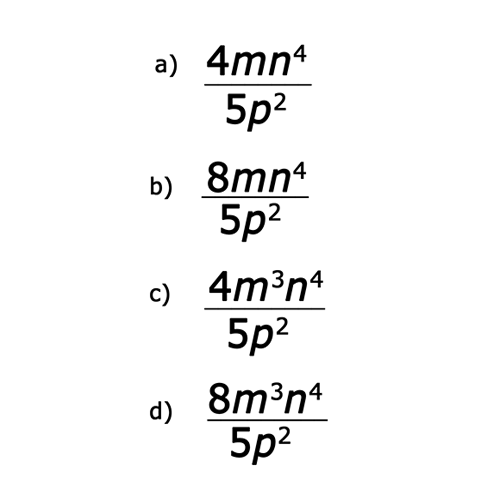 a) 4mn⁴
5p²
b) 8mn⁴
5p²
c) 4m³n⁴
5p²
d) 8m³n⁴
5p²